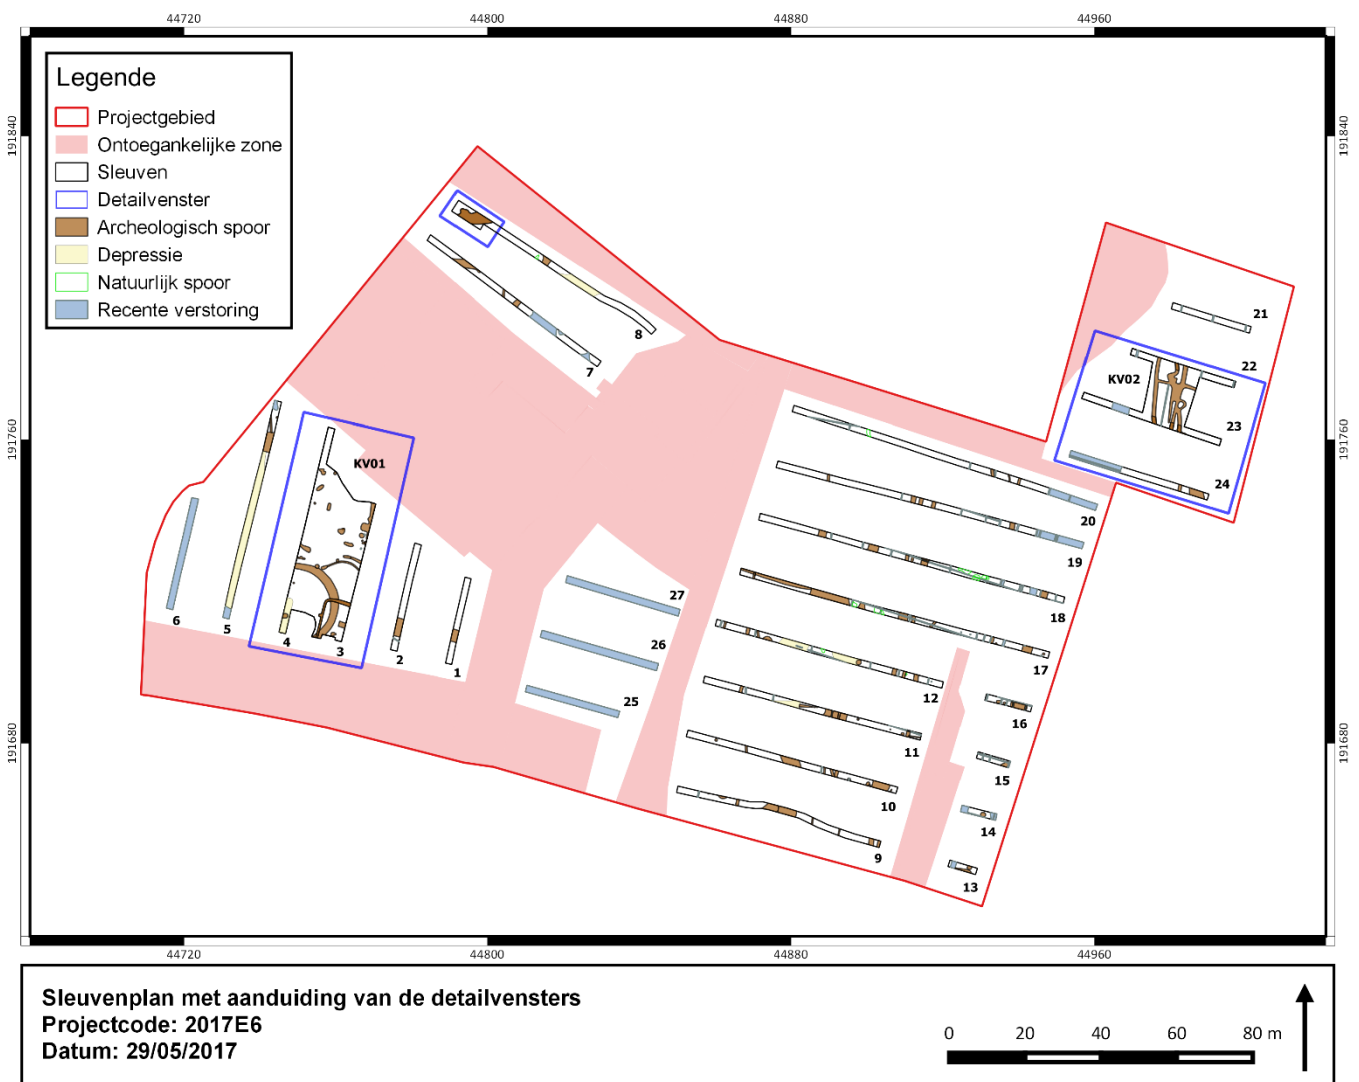 44720 44800 44880 44960
Legende
Projectgebied
Ontoegankelijke zone
Sleuven
Detailvenster
Archeologisch spoor
Depressie
Natuurlijk spoor
Recente verstoring
191840
191840
8
7
21
22
KV02
23
24
191760
191760
KV01
20
19
18
17
27
26
25
12
16
6
5
4
3
2
1
11
15
191680
191680
10
14
9
13
44720 44800 44880 44960
Sleuvenplan met aanduiding van de detailvensters
Projectcode: 2017E6
Datum: 29/05/2017
0 20 40 60 80 m